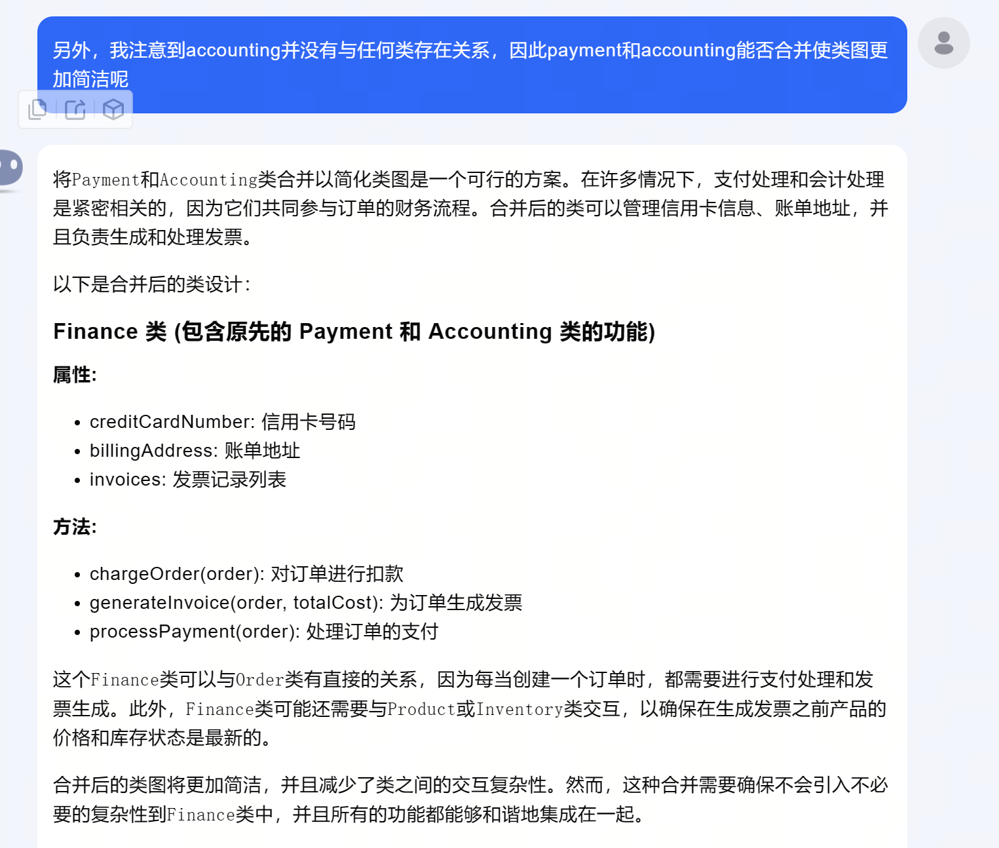 另外，我注意到accounting并没有与任何类存在关系，因此payment和accounting能否合并使类图更
加简洁呢
将Payment和Accounting类合并以简化类图是一个可行的方案。在许多情况下，支付处理和会计处理
是紧密相关的，因为它们共同参与订单的财务流程。合并后的类可以管理信用卡信息、账单地址，并
且负责生成和处理发票。
以下是合并后的类设计：
Finance 类 (包含原先的 Payment 和 Accounting 类的功能)
属性:
• creditCardNumber: 信用卡号码
• billingAddress: 账单地址
• invoices: 发票记录列表
方法:
• chargeOrder(order): 对订单进行扣款
• generateInvoice(order, totalCost): 为订单生成发票
• processPayment(order): 处理订单的支付
这个Finance类可以与Order类有直接的关系，因为每当创建一个订单时，都需要进行支付处理和发
票生成。此外，Finance类可能还需要与Product或Inventory类交互，以确保在生成发票之前产品的
价格和库存状态是最新的。
合并后的类图将更加简洁，并且减少了类之间的交互复杂性。然而，这种合并需要确保不会引入不必
要的复杂性到Finance类中，并且所有的功能都能够和谐地集成在一起。